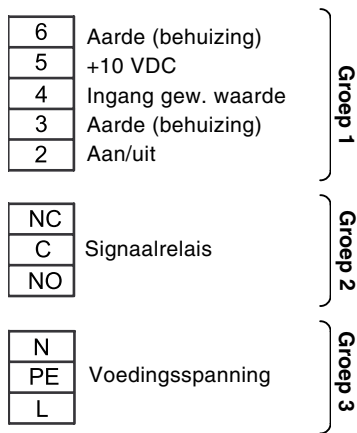 6 Aarde (behuizing)
5 +10 VDC
4 Ingang gew. waarde
3 Aarde (behuizing)
2 Aan/uit
Groep 1
NC
C Signaalrelais
NO
Groep 2
N
PE Voedingsspanning
L
Groep 3